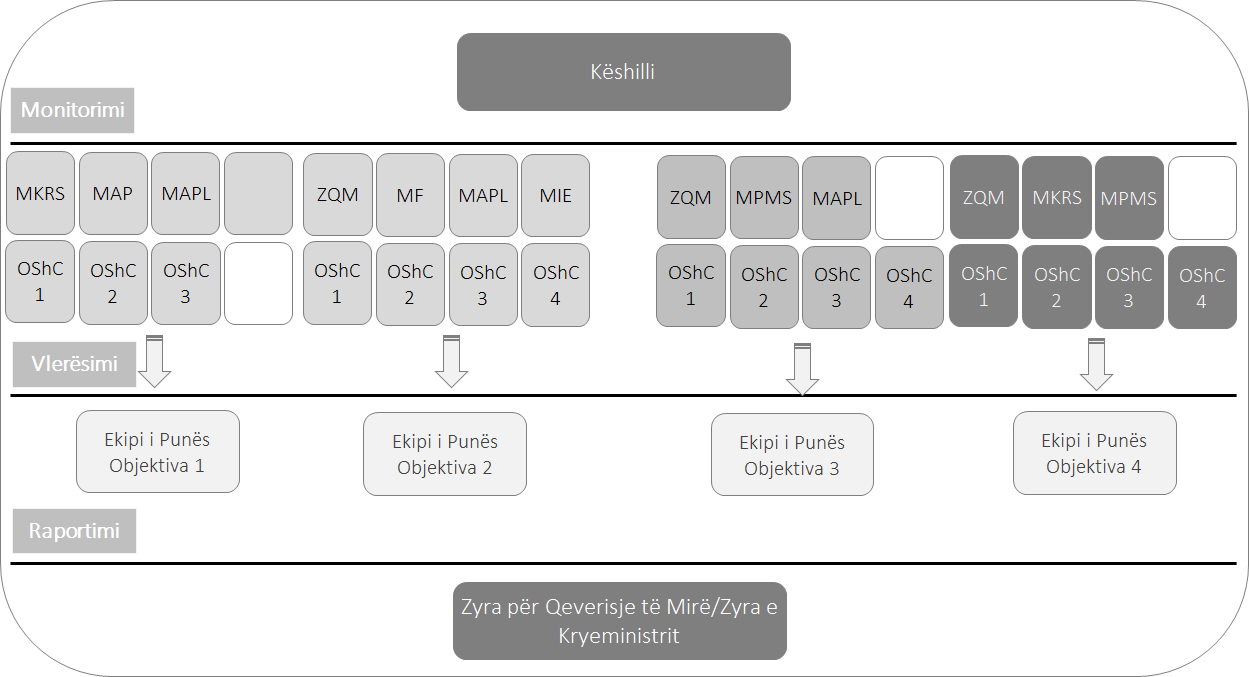 Këshilli
Monitorimi
MKRS MAP MAPL ZQM MF MAPL MIE ZQM MPMS MAPL ZQM MKRS MPMS
OShC OShC OShC OShC OShC OShC OShC OShC OShC OShC OShC OShC OShC OShC OShC
1 2 3 1 2 3 4 1 2 3 4 1 2 3 4
Vlerësimi
Ekipi i Punës
Objektiva 1
Ekipi i Punës
Objektiva 2
Ekipi i Punës
Objektiva 3
Ekipi i Punës
Objektiva 4
Raportimi
Zyra për Qeverisje të Mirë/Zyra e
Kryeministrit